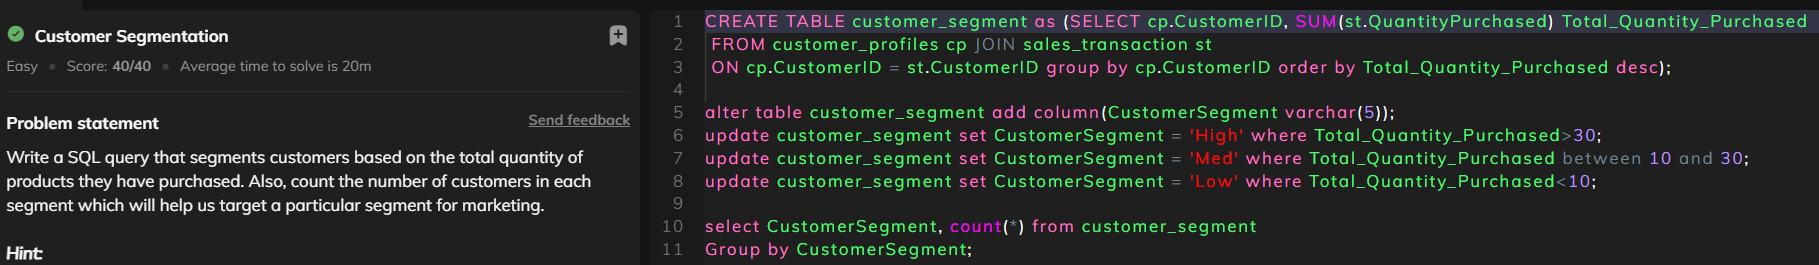 Customer Segmentation
Easy • Score: 40/40 • Average time to solve is 20m
Problem statement
Send feedback
Write a SQL query that segments customers based on the total quantity of
products they have purchased. Also, count the number of customers in each
segment which will help us target a particular segment for marketing.
Hint:
1 CREATE TABLE customer_segment as (SELECT cp.CustomerID, SUM(st.QuantityPurchased) Total_Quantity_Purchased
2 FROM customer_profiles cp JOIN sales_transaction st
3 ON cp.CustomerID = st.CustomerID group by cp.CustomerID order by Total_Quantity_Purchased desc);
4
5 alter table customer_segment add column(CustomerSegment varchar(5));
6 update customer_segment set CustomerSegment = 'High' where Total_Quantity_Purchased>30;
7 update customer_segment set CustomerSegment = 'Med' where Total_Quantity_Purchased between 10 and 30;
8 update customer_segment set CustomerSegment = 'Low' where Total_Quantity_Purchased<10;
9
10 select CustomerSegment, count(*) from customer_segment
11 Group by CustomerSegment;